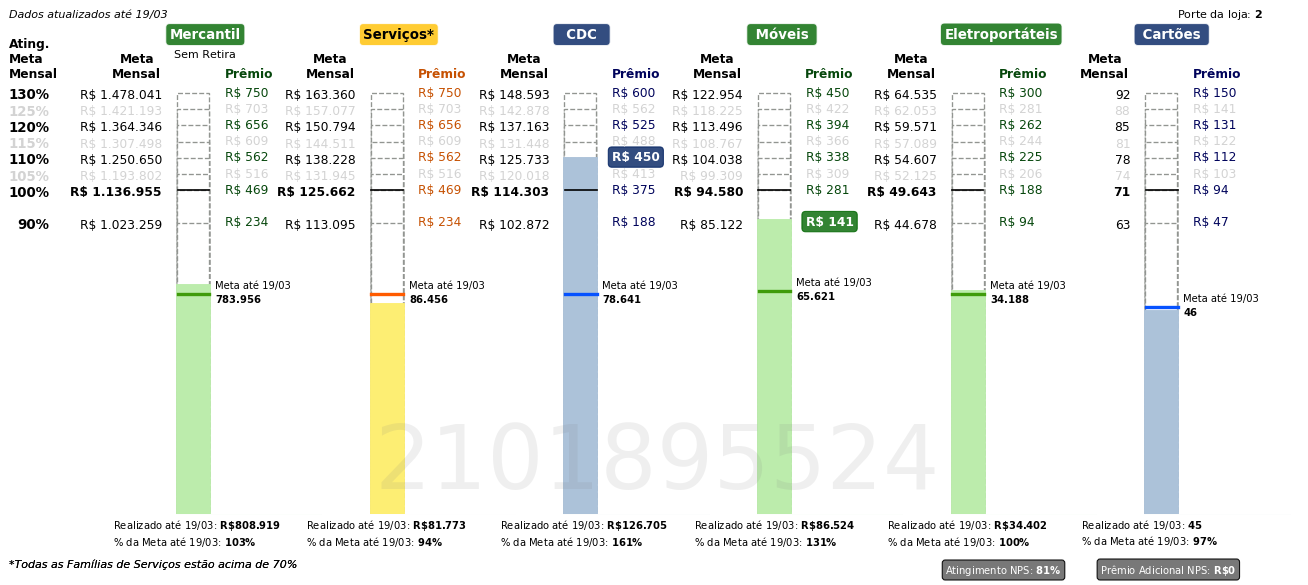 Dados atualizados até 19/03
Porte da loja: 2
Mercantil Serviços* CDC Móveis Eletroportáteis Cartões
Sem Retira
Ating. Meta Mensal
Meta Mensal Prêmio Meta Mensal Prêmio Meta Mensal Prêmio Meta Mensal Prêmio Meta Mensal Prêmio Meta Mensal Prêmio
130% R$ 1.478.041 R$ 750 R$ 163.360 R$ 750 R$ 148.593 R$ 600 R$ 122.954 R$ 450 R$ 64.535 R$ 300 92 R$ 150
125% R$ 1.421.193 R$ 703 R$ 157.077 R$ 703 R$ 142.878 R$ 562 R$ 118.225 R$ 422 R$ 62.053 R$ 281 88 R$ 141
120% R$ 1.364.346 R$ 656 R$ 150.794 R$ 656 R$ 137.163 R$ 525 R$ 113.496 R$ 394 R$ 59.571 R$ 262 85 R$ 131
115% R$ 1.307.498 R$ 609 R$ 144.511 R$ 609 R$ 131.448 R$ 488 R$ 108.767 R$ 366 R$ 57.089 R$ 244 81 R$ 122
110% R$ 1.250.650 R$ 562 R$ 138.228 R$ 562 R$ 125.733 R$ 450 R$ 104.038 R$ 338 R$ 54.607 R$ 225 78 R$ 112
105% R$ 1.193.802 R$ 516 R$ 131.945 R$ 516 R$ 120.018 R$ 413 R$ 99.309 R$ 309 R$ 52.125 R$ 206 74 R$ 103
100% R$ 1.136.955 R$ 469 R$ 125.662 R$ 469 R$ 114.303 R$ 375 R$ 94.580 R$ 281 R$ 49.643 R$ 188 71 R$ 94
90% R$ 1.023.259 R$ 234 R$ 113.095 R$ 234 R$ 102.872 R$ 188 R$ 85.122 R$ 141 R$ 44.678 R$ 94 63 R$ 47
Meta até 19/03 Meta até 19/03 Meta até 19/03 Meta até 19/03 Meta até 19/03 Meta até 19/03
783.956 86.456 78.641 65.621 34.188 46
2101895524
Realizado até 19/03: R$808.919 Realizado até 19/03: R$81.773 Realizado até 19/03: R$126.705 Realizado até 19/03: R$86.524 Realizado até 19/03: R$34.402 Realizado até 19/03: 45
% da Meta até 19/03: 103% % da Meta até 19/03: 94% % da Meta até 19/03: 161% % da Meta até 19/03: 131% % da Meta até 19/03: 100% % da Meta até 19/03: 97%
*Todas as Famílias de Serviços estão acima de 70%
Atingimento NPS: 81% Prêmio Adicional NPS: R$0